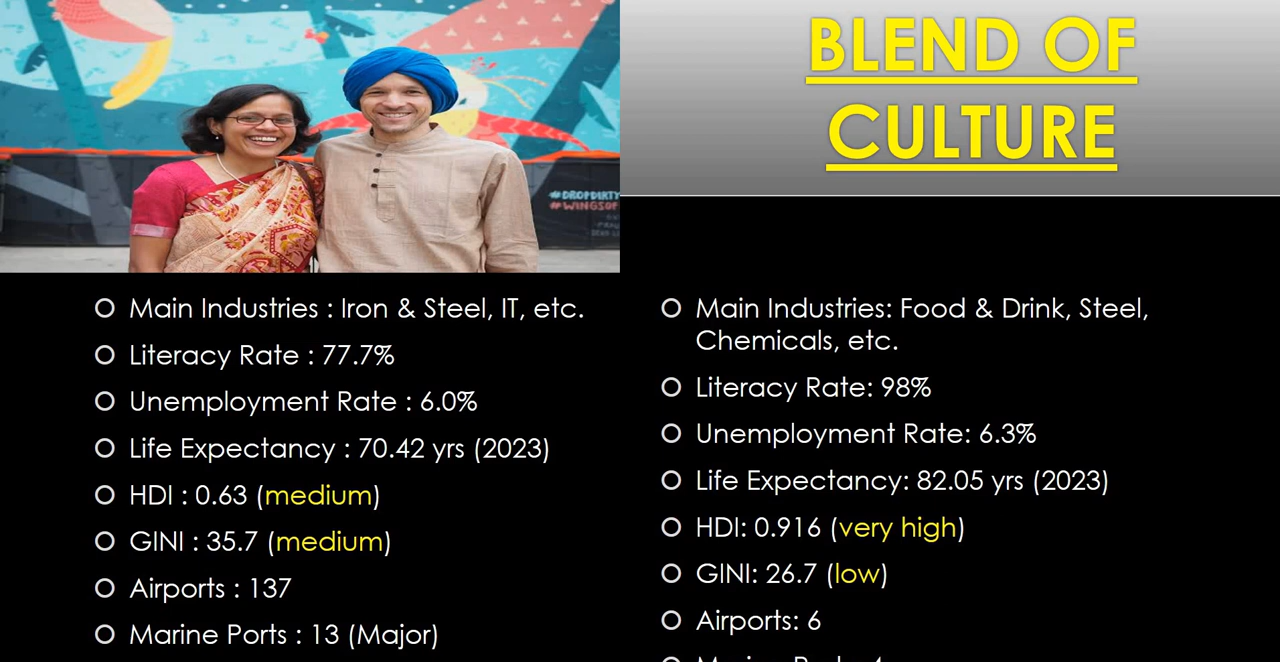 BLEND OF
CULTURE
#DROPDIRTY
#WINGSOF
Main Industries : Iron & Steel, IT, etc.
Literacy Rate : 77.7%
Unemployment Rate : 6.0%
Life Expectancy : 70.42 yrs (2023)
HDI : 0.63 (medium)
GINI : 35.7 (medium)
Airports : 137
Marine Ports : 13 (Major)
Main Industries: Food & Drink, Steel,
Chemicals, etc.
Literacy Rate: 98%
Unemployment Rate: 6.3%
Life Expectancy: 82.05 yrs (2023)
HDI: 0.916 (very high)
GINI: 26.7 (low)
Airports: 6